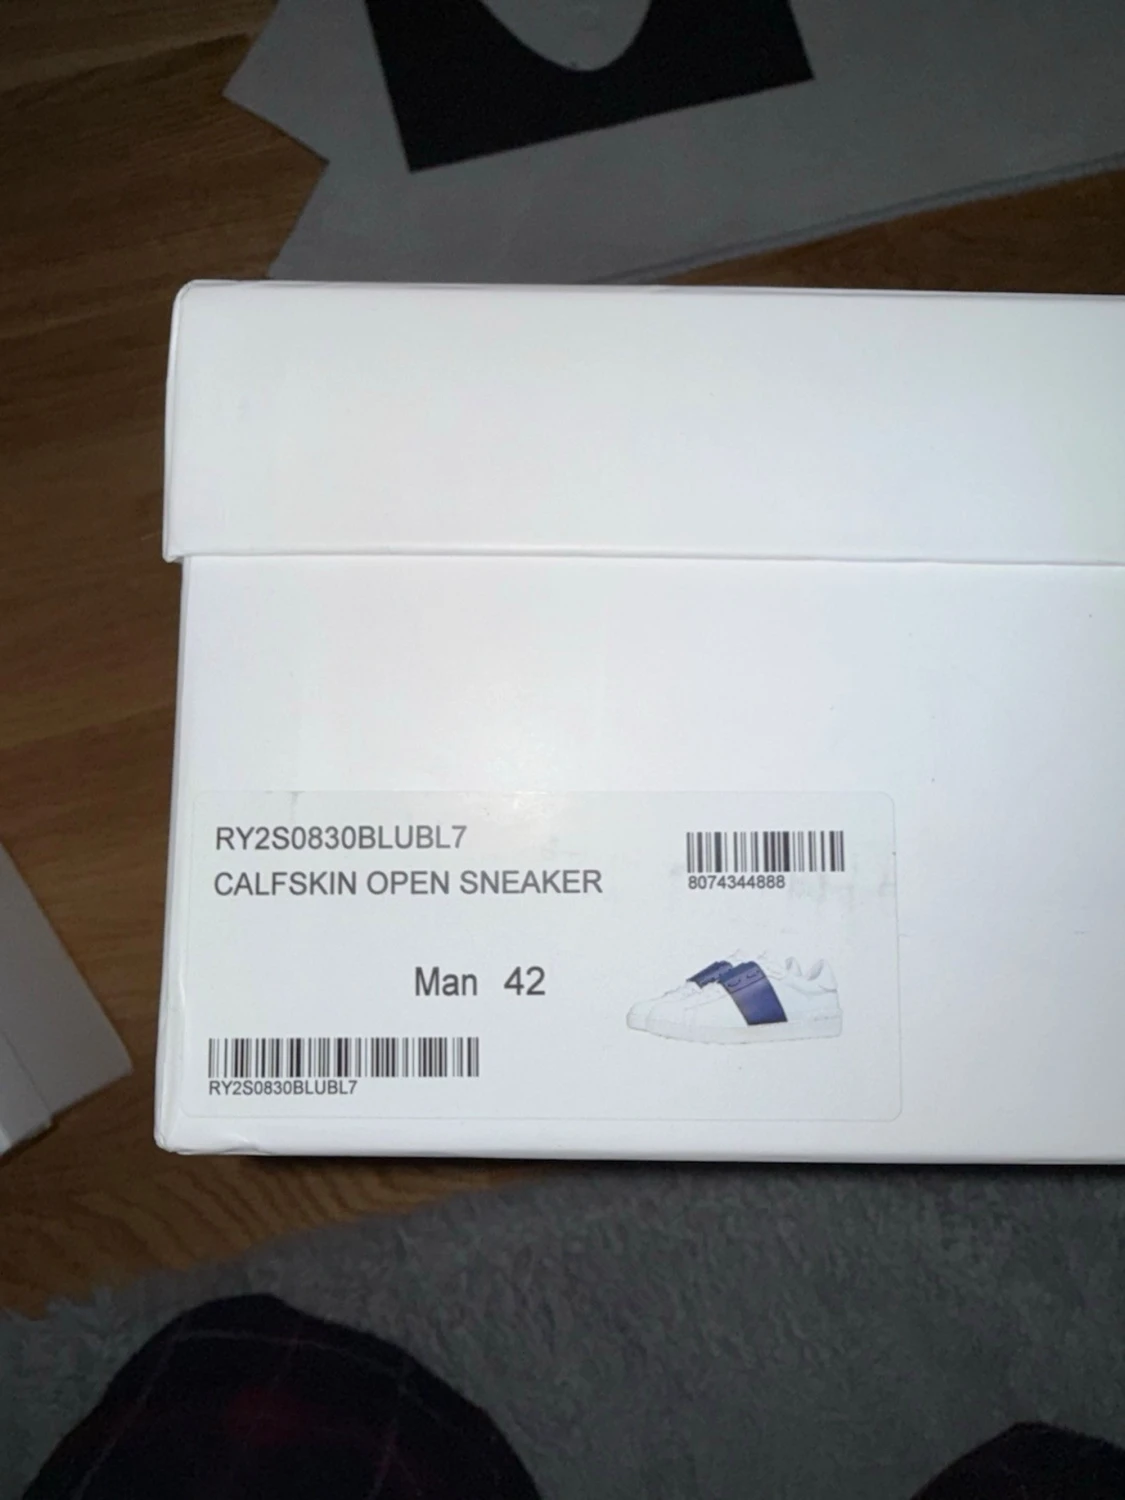 RY2S0830BLUBL7
CALFSKIN OPEN SNEAKER
8074344888
Man 42
RY2S0830BLUBL7